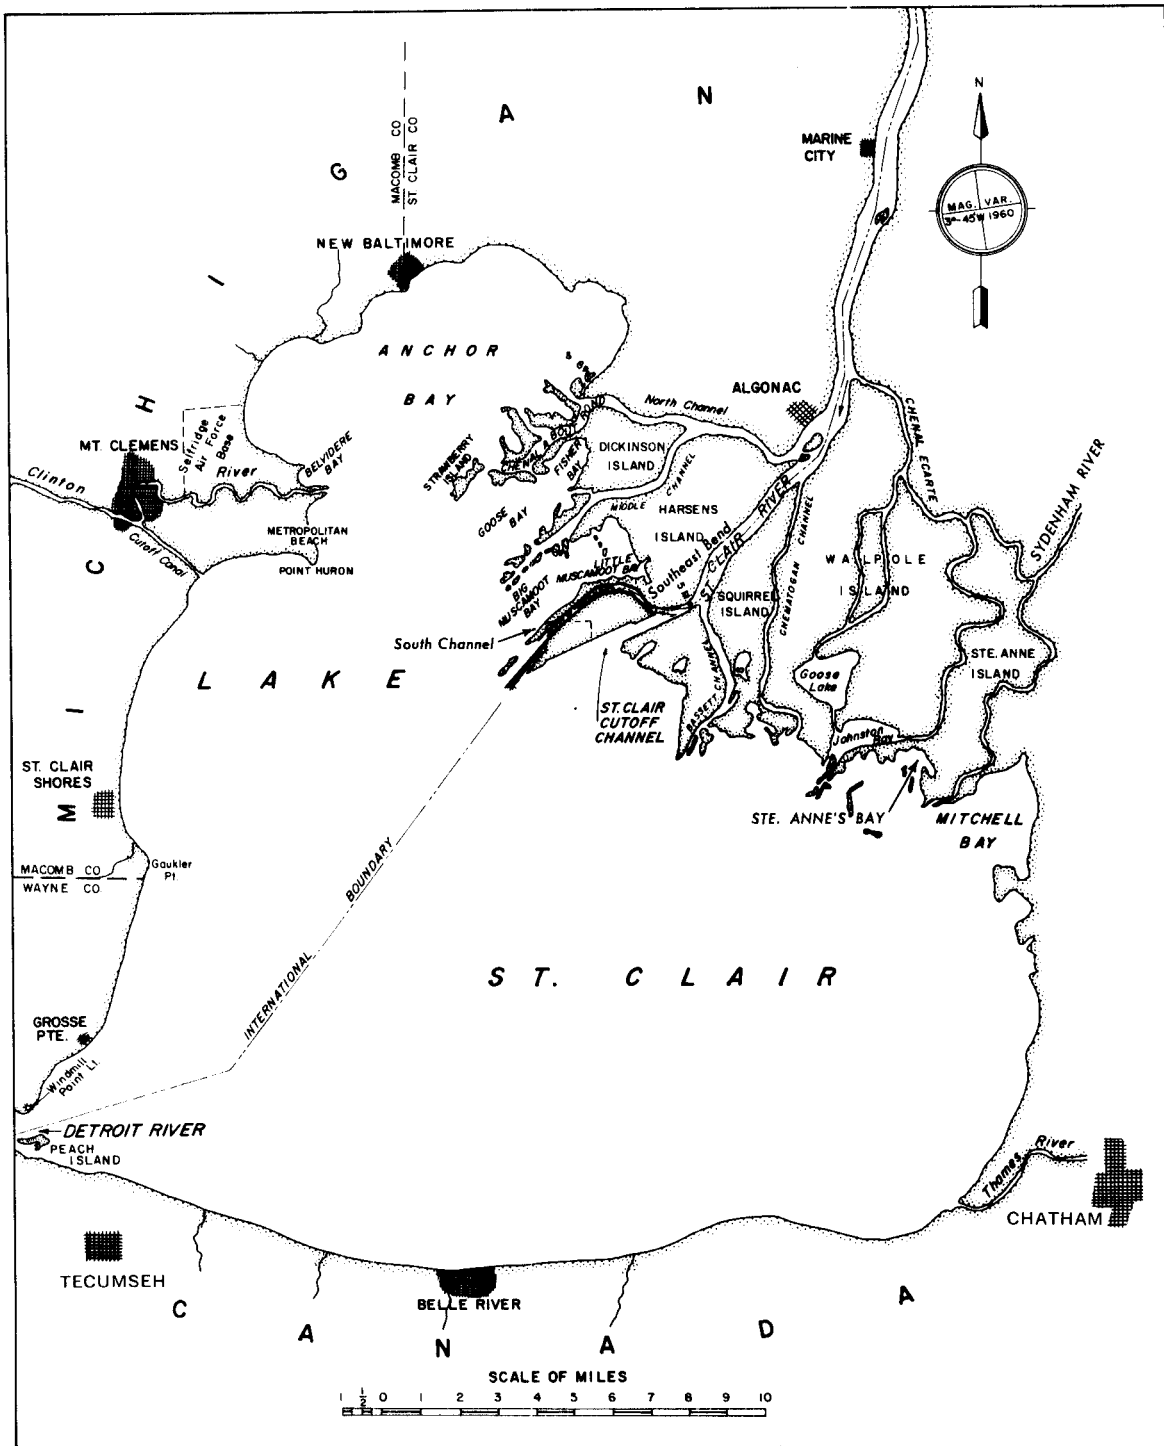 N
MICHIGAN
MACOMB CO
ST. CLAIR CO
MARINE
CITY
MAG. VAR.
3°-45'W 1960
NEW BALTIMORE
ANCHOR
BAY
ALGONAC
North Channel
CHENAL A BOUT ROND
DICKINSON
ISLAND
FISHER
BAY
STRAWBERRY
ISLAND
GOOSE BAY
MIDDLE CHANNEL
HARSENS
ISLAND
CHENAL ECARTE
SYDENHAM RIVER
MT. CLEMENS
Selfridge
Air Force
Base
Clinton
River
BELVIDERE
BAY
Cutoff Canal
METROPOLITAN
BEACH
POINT HURON
BIG
MUSCAMOOT
BAY
LITTLE
MUSCAMOOT BAY
Southeast Bend
ST. CLAIR RIVER
SQUIRREL
ISLAND
CHEMATOGAN CHANNEL
WALPOLE
ISLAND
STE. ANNE
ISLAND
South Channel
BASSETT CHANNEL
Goose
Lake
Johnston
Bay
ST. CLAIR
CUTOFF
CHANNEL
LAKE
ST. CLAIR
SHORES
STE. ANNE'S BAY
MITCHELL
BAY
MACOMB CO
WAYNE CO
Gaukler
Pt.
INTERNATIONAL BOUNDARY
ST. CLAIR
GROSSE
PTE.
Windmill
Point Lt.
DETROIT RIVER
PEACH
ISLAND
Thames River
CHATHAM
TECUMSEH
BELLE RIVER
CANADA
SCALE OF MILES
1 1/2 0 1 2 3 4 5 6 7 8 9 10